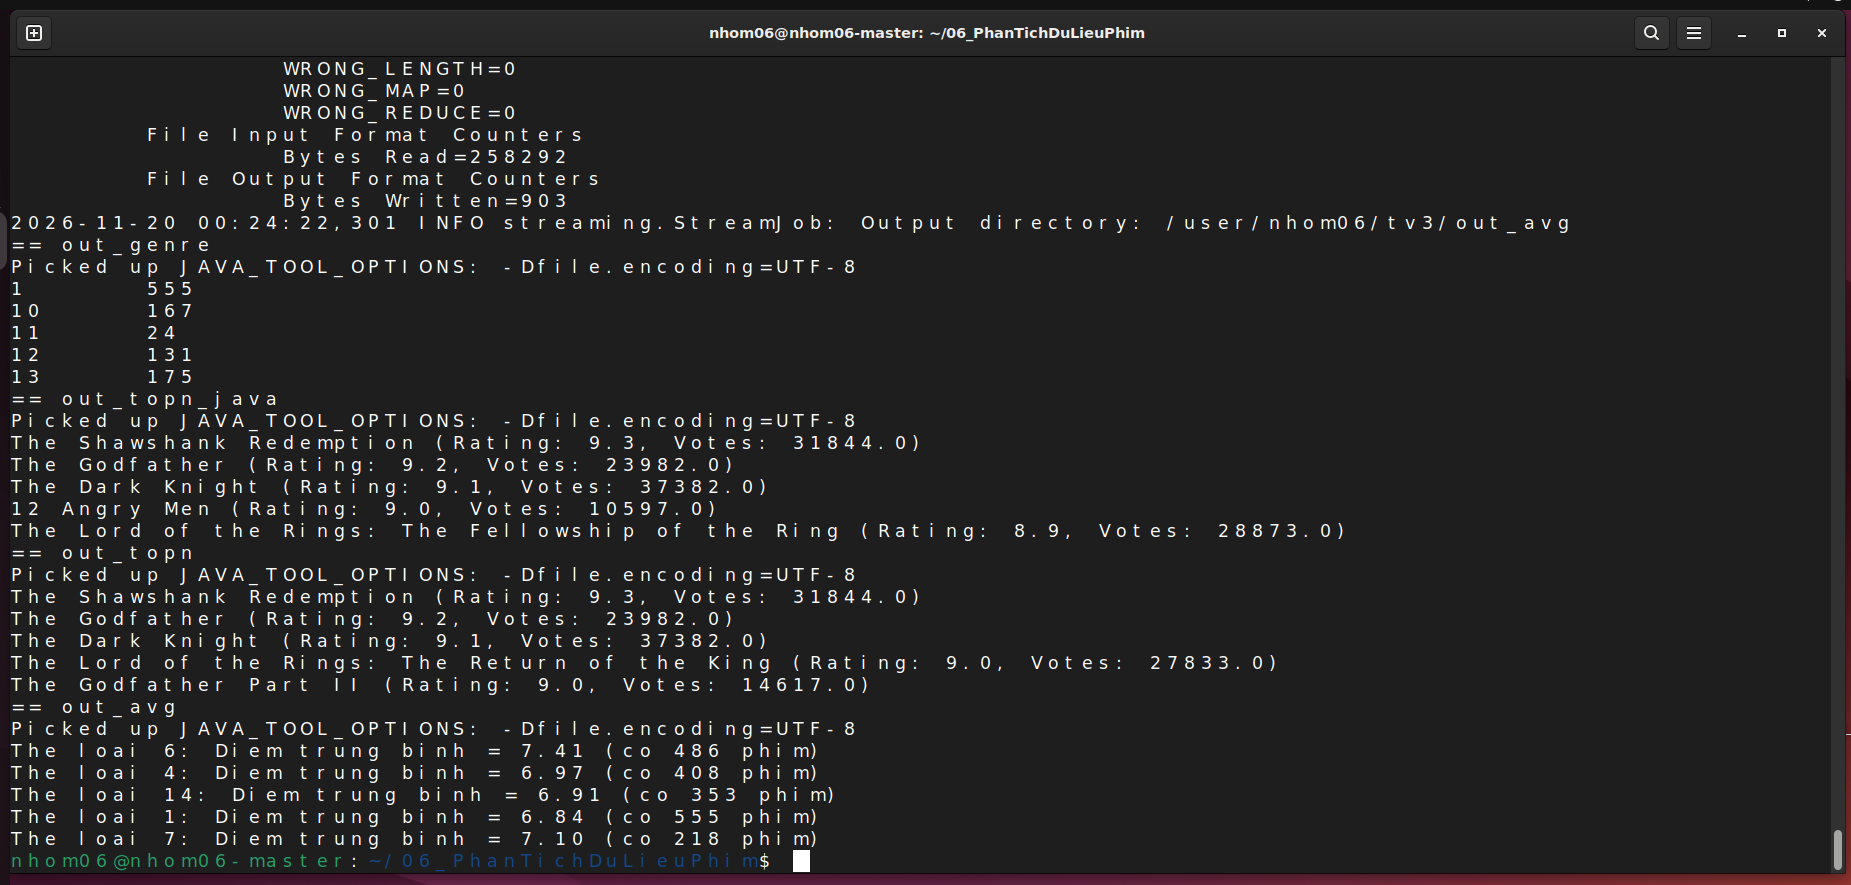 nhom06@nhom06-master: ~/06_PhanTichDuLieuPhim
WRONG_LENGTH=0
WRONG_MAP=0
WRONG_REDUCE=0
File Input Format Counters
Bytes Read=258292
File Output Format Counters
Bytes Written=903
2026-11-20 00:24:22,301 INFO streaming.StreamJob: Output directory: /user/nhom06/tv3/out_avg
== out_genre
Picked up JAVA_TOOL_OPTIONS: -Dfile.encoding=UTF-8
1 555
10 167
11 24
12 131
13 175
== out_topn_java
Picked up JAVA_TOOL_OPTIONS: -Dfile.encoding=UTF-8
The Shawshank Redemption (Rating: 9.3, Votes: 31844.0)
The Godfather (Rating: 9.2, Votes: 23982.0)
The Dark Knight (Rating: 9.1, Votes: 37382.0)
12 Angry Men (Rating: 9.0, Votes: 10597.0)
The Lord of the Rings: The Fellowship of the Ring (Rating: 8.9, Votes: 28873.0)
== out_topn
Picked up JAVA_TOOL_OPTIONS: -Dfile.encoding=UTF-8
The Shawshank Redemption (Rating: 9.3, Votes: 31844.0)
The Godfather (Rating: 9.2, Votes: 23982.0)
The Dark Knight (Rating: 9.1, Votes: 37382.0)
The Lord of the Rings: The Return of the King (Rating: 9.0, Votes: 27833.0)
The Godfather Part II (Rating: 9.0, Votes: 14617.0)
== out_avg
Picked up JAVA_TOOL_OPTIONS: -Dfile.encoding=UTF-8
The loai 6: Diem trung binh = 7.41 (co 486 phim)
The loai 4: Diem trung binh = 6.97 (co 408 phim)
The loai 14: Diem trung binh = 6.91 (co 353 phim)
The loai 1: Diem trung binh = 6.84 (co 555 phim)
The loai 7: Diem trung binh = 7.10 (co 218 phim)
nhom06@nhom06-master:~/06_PhanTichDuLieuPhim$